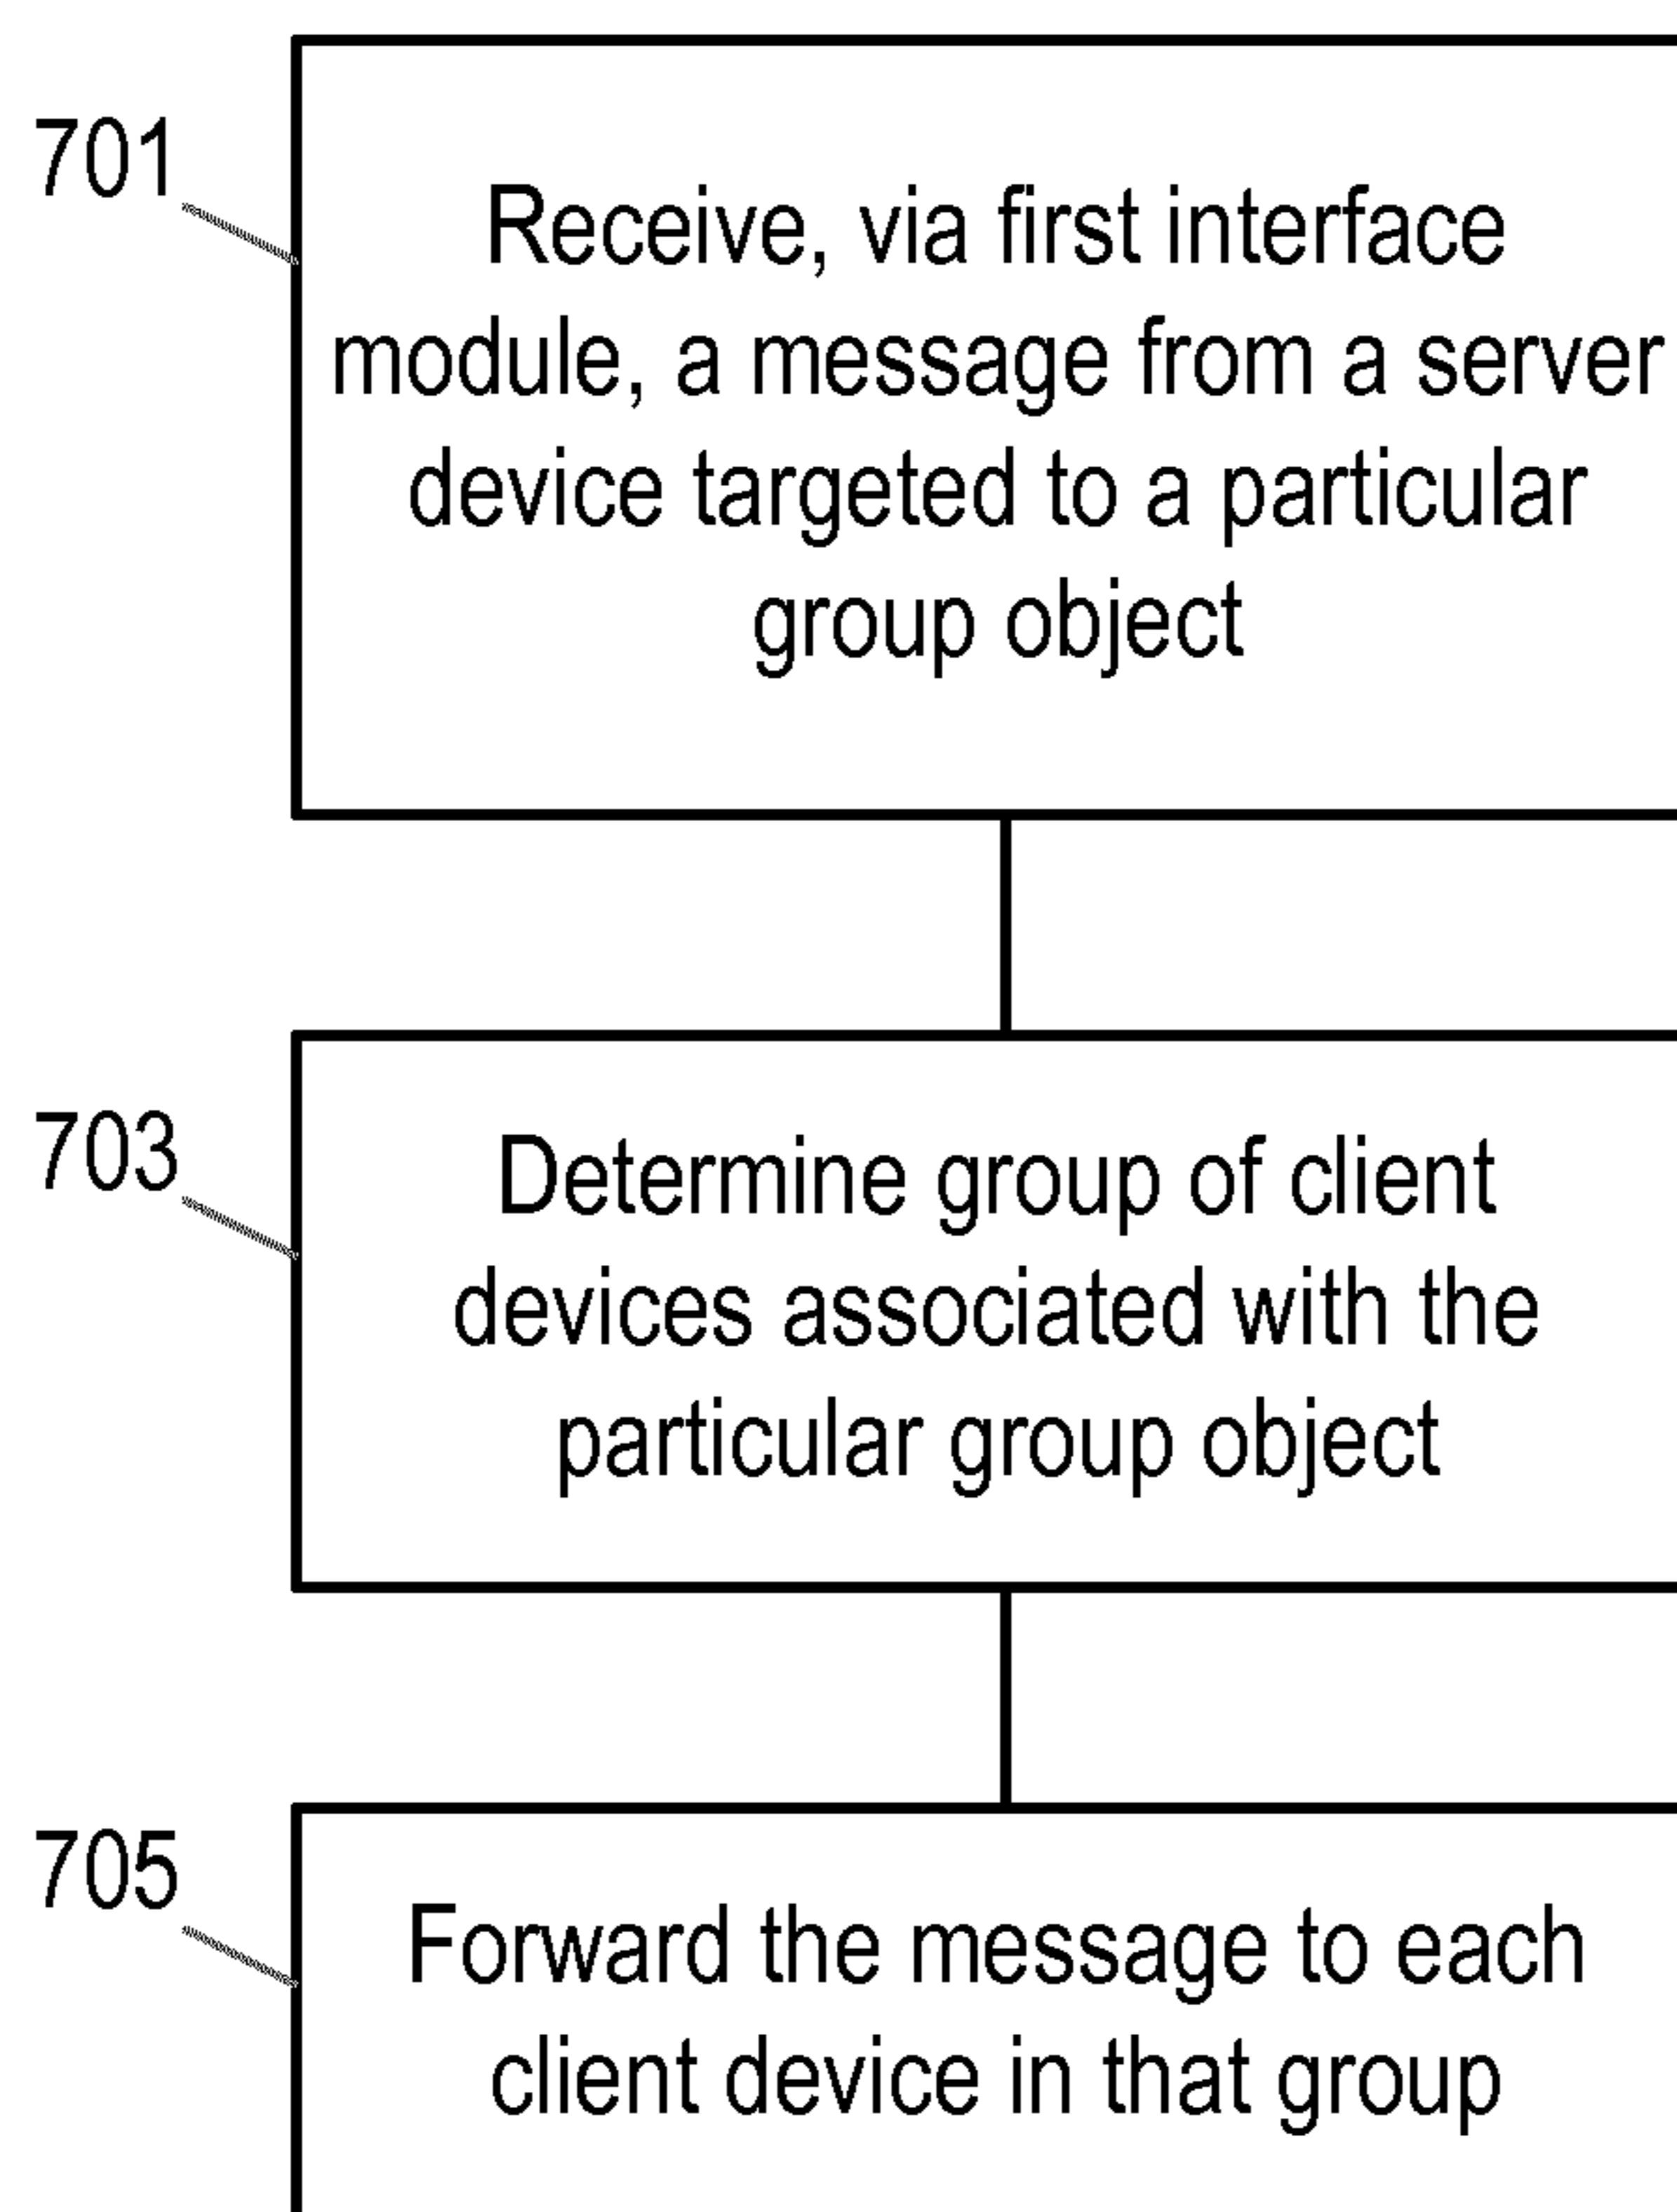 701
Receive, via first interface
module, a message from a server
device targeted to a particular
group object
703
Determine group of client
devices associated with the
particular group object
705
Forward the message to each
client device in that group